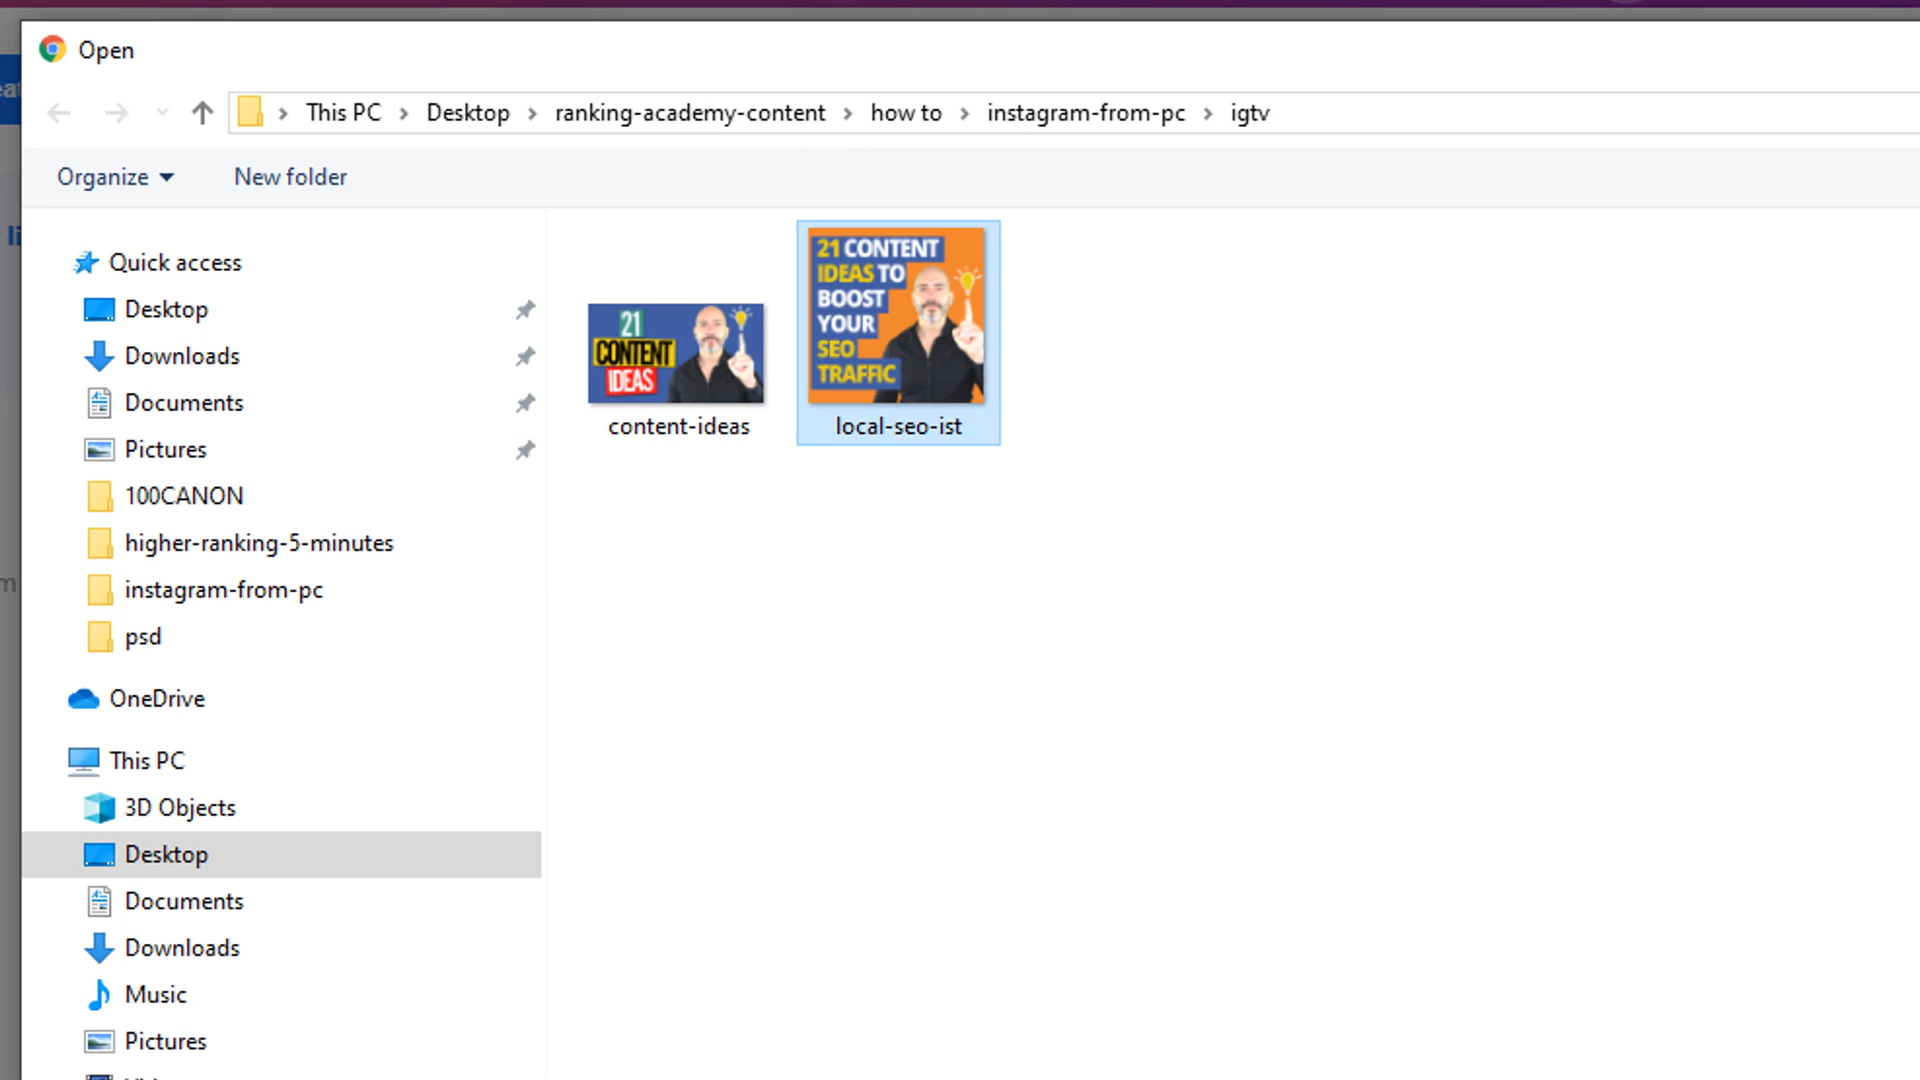 Open
This PC > Desktop > ranking-academy-content > how to > instagram-from-pc > igtv
Organize
New folder
Quick access
Desktop
Downloads
Documents
Pictures
100CANON
higher-ranking-5-minutes
instagram-from-pc
psd
OneDrive
This PC
3D Objects
Desktop
Documents
Downloads
Music
Pictures
21
CONTENT
IDEAS
content-ideas
21 CONTENT
IDEAS TO
BOOST
YOUR
SEO
TRAFFIC
local-seo-ist